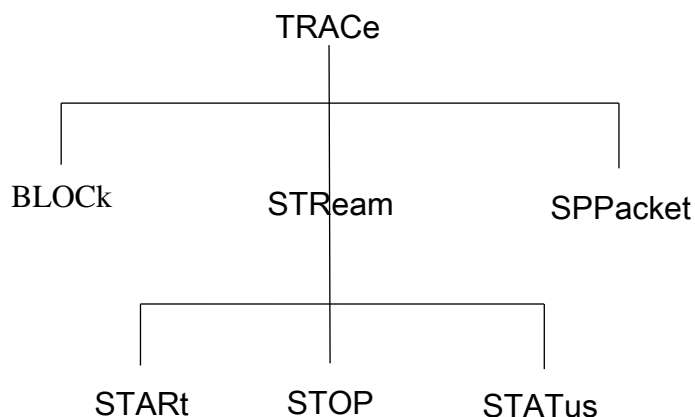 TRACe
BLOCk
STReam
SPPacket
STARt
STOP
STATus